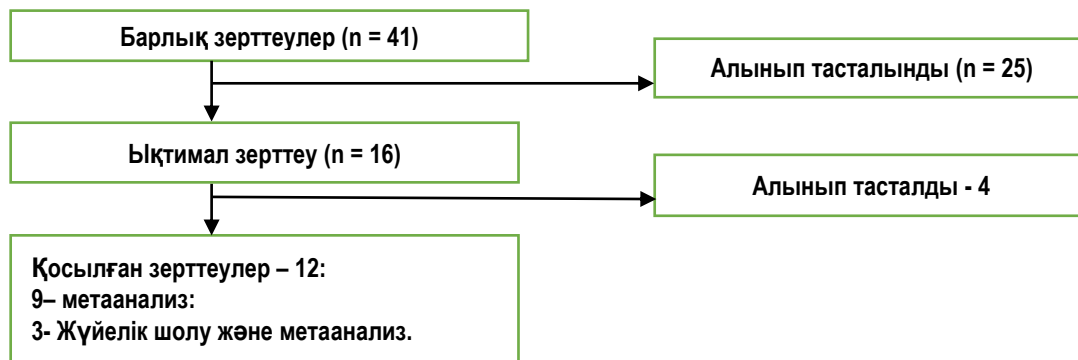 Барлық зерттеулер (n = 41)
Алынып тасталынды (n = 25)
Ықтимал зерттеу (n = 16)
Алынып тасталды - 4
Қосылған зерттеулер – 12:
9– метаанализ:
3- Жүйелік шолу және метаанализ.